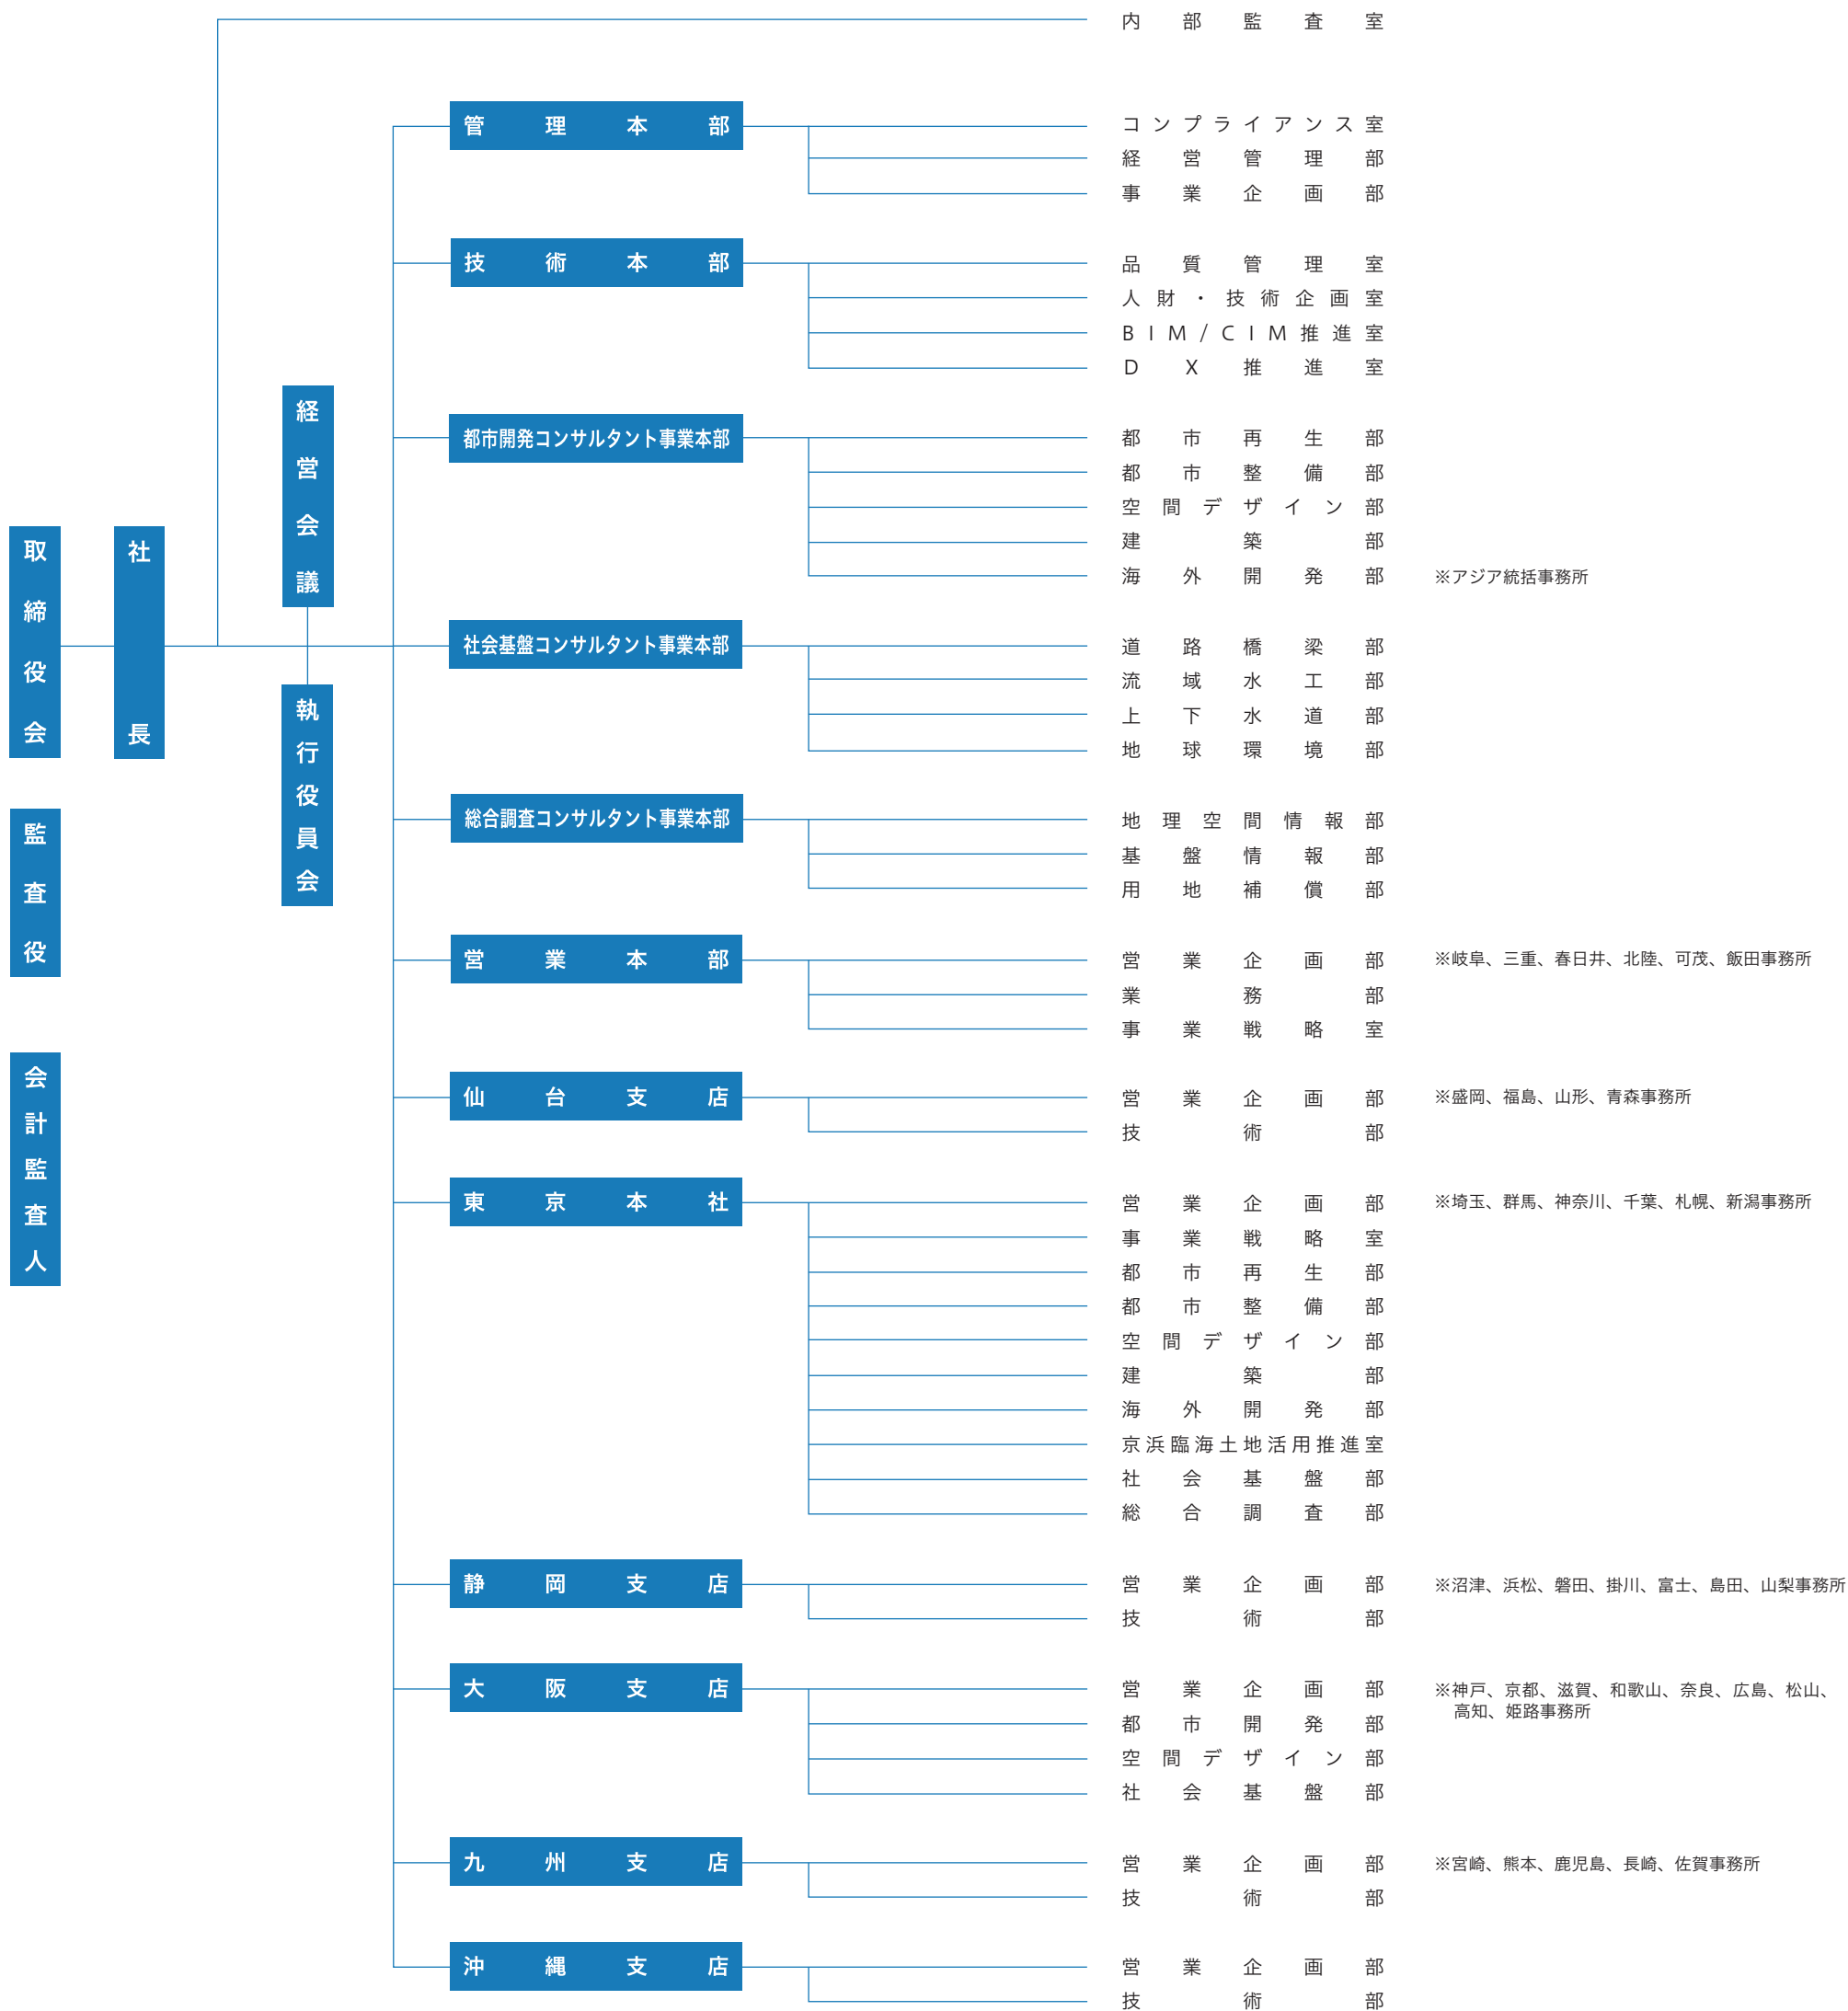 内部監査室
管理本部
コンプライアンス室
経営管理部
事業企画部
技術本部
品質管理室
人財・技術企画室
BIM/CIM推進室
DX推進室
経営会議
都市開発コンサルタント事業本部
都市再生部
都市整備部
空間デザイン部
建築部
海外開発部 ※アジア統括事務所
取締役会
社長
社会基盤コンサルタント事業本部
道路橋梁部
流域水工部
上下水道部
地球環境部
執行役員会
監査役
総合調査コンサルタント事業本部
地理空間情報部
基盤情報部
用地補償部
営業本部
営業企画部 ※岐阜、三重、春日井、北陸、可茂、飯田事務所
業務部
事業戦略室
会計監査人
仙台支店
営業企画部 ※盛岡、福島、山形、青森事務所
技術部
東京本社
営業企画部 ※埼玉、群馬、神奈川、千葉、札幌、新潟事務所
事業戦略室
都市再生部
都市整備部
空間デザイン部
建築部
海外開発部
京浜臨海土地活用推進室
社会基盤部
総合調査部
静岡支店
営業企画部 ※沼津、浜松、磐田、掛川、富士、島田、山梨事務所
技術部
大阪支店
営業企画部 ※神戸、京都、滋賀、和歌山、奈良、広島、松山、
高知、姫路事務所
都市開発部
空間デザイン部
社会基盤部
九州支店
営業企画部 ※宮崎、熊本、鹿児島、長崎、佐賀事務所
技術部
沖縄支店
営業企画部
技術部